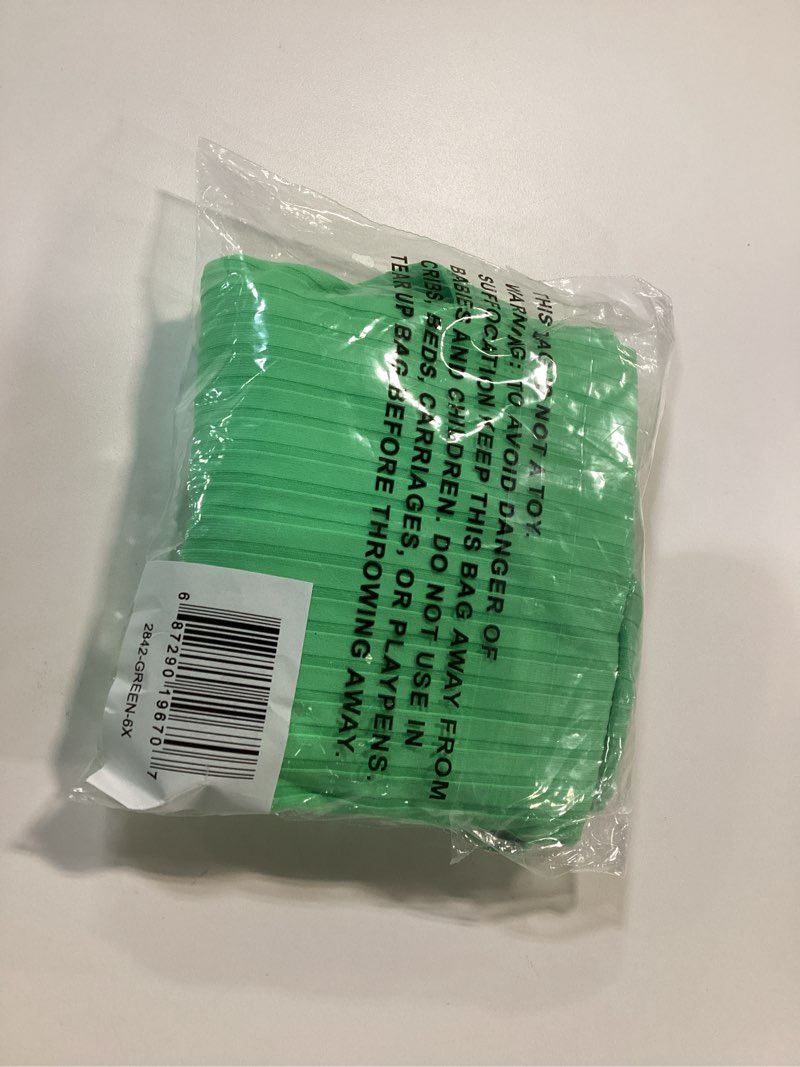 THIS BAG IS NOT A TOY.
WARNING: TO AVOID DANGER OF
SUFFOCATION KEEP THIS BAG AWAY FROM
BABIES AND CHILDREN. DO NOT USE IN
CRIBS, BEDS, CARRIAGES, OR PLAYPENS.
TEAR UP BAG BEFORE THROWING AWAY.
6 87290 19670 7
2842-GREEN-6X